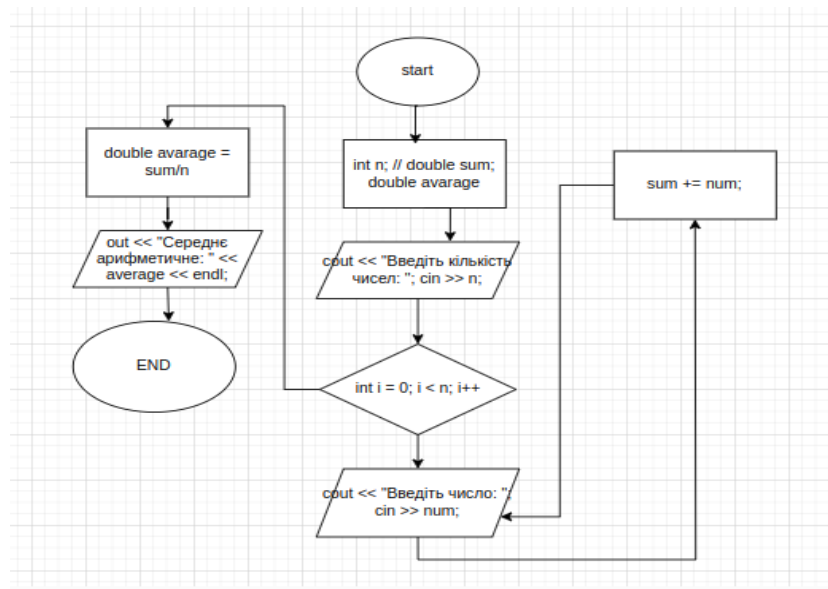 start
int n; // double sum;
double avarage
cout << "Введіть кількість
чисел: "; cin >> n;
int i = 0; i < n; i++
cout << "Введіть число: ";
cin >> num;
sum += num;
double avarage =
sum/n
out << "Середнє
арифметичне: " <<
average << endl;
END